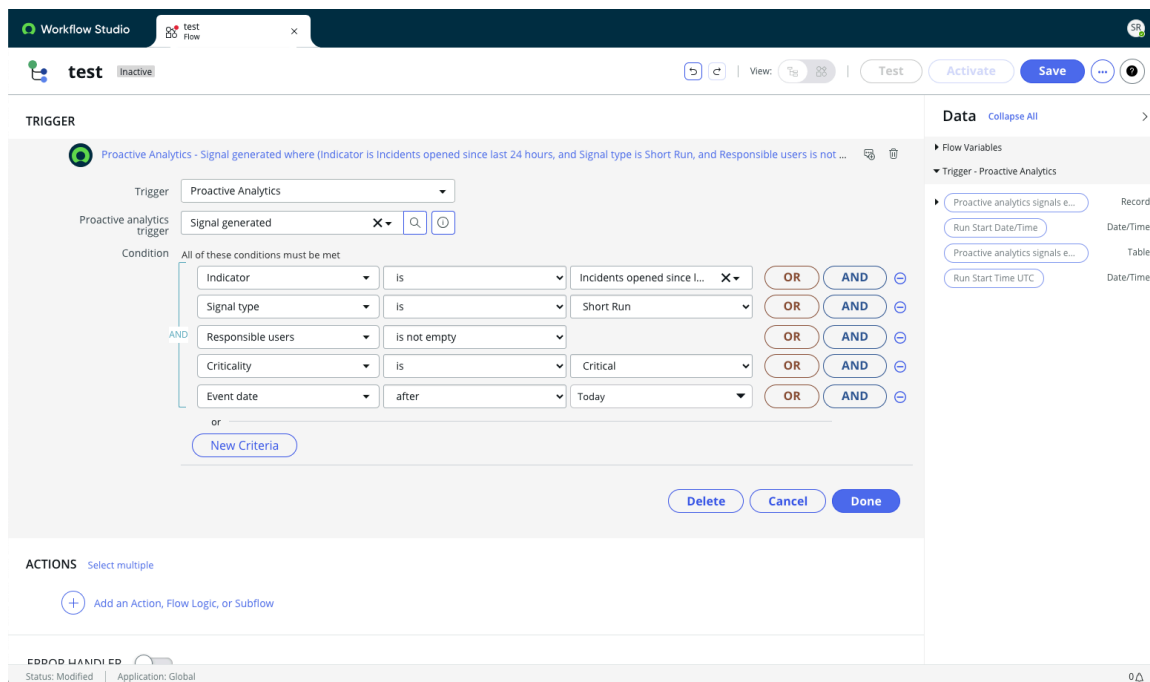 Workflow Studio
test
Flow
SR
test Inactive
View:
Test
Activate
Save
TRIGGER
Proactive Analytics - Signal generated where (Indicator is Incidents opened since last 24 hours, and Signal type is Short Run, and Responsible users is not ...
Trigger Proactive Analytics
Proactive analytics trigger Signal generated
Condition All of these conditions must be met
Indicator is Incidents opened since l... OR AND
Signal type is Short Run OR AND
AND Responsible users is not empty OR AND
Criticality is Critical OR AND
Event date after Today OR AND
or
New Criteria
Delete Cancel Done
ACTIONS Select multiple
Add an Action, Flow Logic, or Subflow
ERROR HANDLER
Status: Modified Application: Global
0
Data Collapse All
Flow Variables
Trigger - Proactive Analytics
Proactive analytics signals e... Record
Run Start Date/Time Date/Time
Proactive analytics signals e... Table
Run Start Time UTC Date/Time